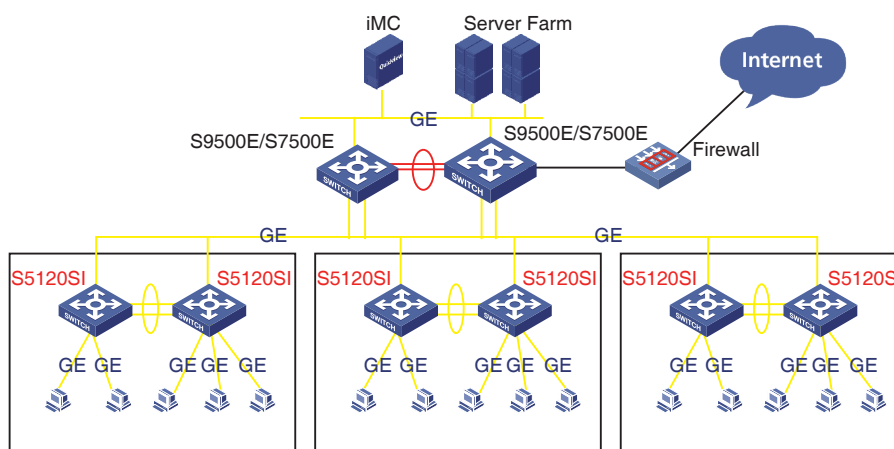 iMC
Server Farm
Internet
GE
S9500E/S7500E
S9500E/S7500E
Firewall
SWITCH
SWITCH
GE
GE
S5120SI
S5120SI
S5120SI
S5120SI
S5120SI
S5120SI
SWITCH
SWITCH
SWITCH
SWITCH
SWITCH
SWITCH
GE GE GE GE GE
GE GE GE GE GE
GE GE GE GE GE